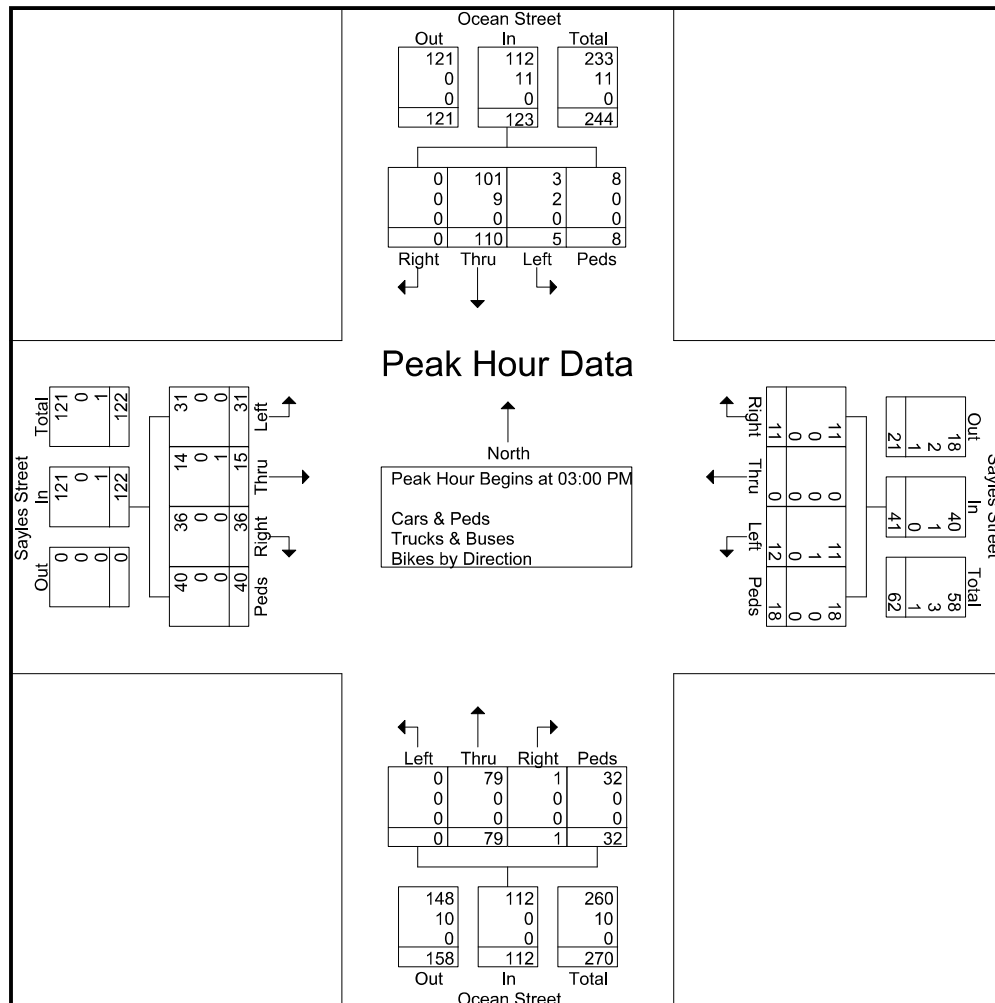 Ocean Street
Out In Total
121 112 233
0 11 11
0 0 0
121 123 244
0 101 3 8
0 9 2 0
0 0 0 0
0 110 5 8
Right Thru Left Peds
Peak Hour Data
North
Peak Hour Begins at 03:00 PM
Cars & Peds
Trucks & Buses
Bikes by Direction
Sayles Street
Out In Total
0 121 121
0 0 0
0 1 1
0 122 122
40 36 14 31
0 0 0 0
0 0 1 0
40 36 15 31
Peds Right Thru Left
Sayles Street
Out In Total
18 40 58
2 1 3
1 0 1
21 41 62
11 0 11 18
0 0 1 0
0 0 0 0
11 0 12 18
Right Thru Left Peds
Left Thru Right Peds
0 79 1 32
0 0 0 0
0 0 0 0
0 79 1 32
148 112 260
10 0 10
0 0 0
158 112 270
Out In Total
Ocean Street